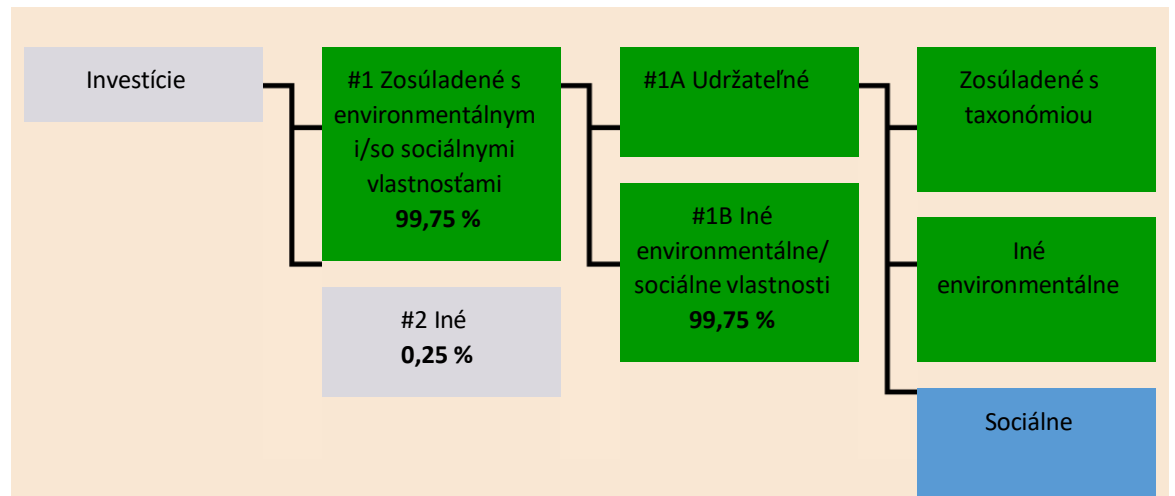 Investície
#1 Zosúladené s
environmentálnym
i/so sociálnymi
vlastnosťami
99,75 %
#2 Iné
0,25 %
#1A Udržateľné
#1B Iné
environmentálne/
sociálne vlastnosti
99,75 %
Zosúladené s
taxonómiou
Iné
environmentálne
Sociálne